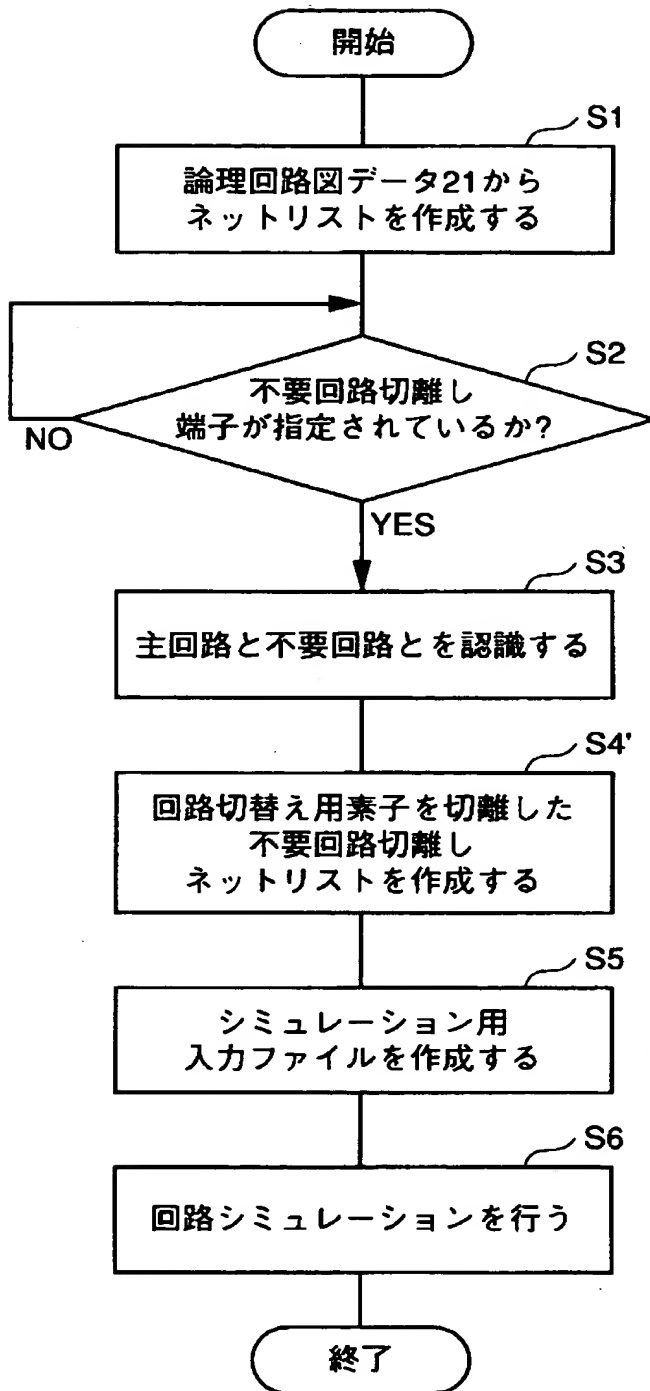 開始
S1
論理回路図データ21から
ネットリストを作成する
S2
不要回路切離し
端子が指定されているか?
NO
YES
S3
主回路と不要回路とを認識する
S4'
回路切替え用素子を切離した
不要回路切離し
ネットリストを作成する
S5
シミュレーション用
入力ファイルを作成する
S6
回路シミュレーションを行う
終了